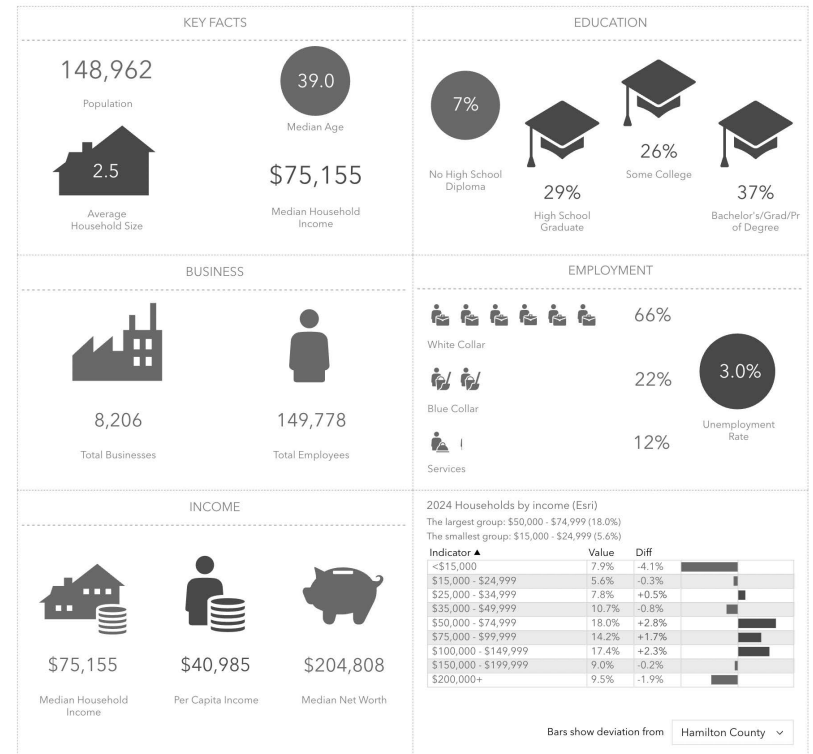 KEY FACTS
148,962
Population
39.0
Median Age
2.5
Average
Household Size
$75,155
Median Household
Income
EDUCATION
7%
No High School
Diploma
29%
High School
Graduate
26%
Some College
37%
Bachelor's/Grad/Pr
of Degree
BUSINESS
8,206
Total Businesses
149,778
Total Employees
EMPLOYMENT
66%
White Collar
22%
Blue Collar
12%
Services
3.0%
Unemployment
Rate
INCOME
$75,155
Median Household
Income
$40,985
Per Capita Income
$204,808
Median Net Worth
2024 Households by income (Esri)
The largest group: $50,000 - $74,999 (18.0%)
The smallest group: $15,000 - $24,999 (5.6%)
Indicator ▲ Value Diff
<$15,000 7.9% -4.1%
$15,000 - $24,999 5.6% -0.3%
$25,000 - $34,999 7.8% +0.5%
$35,000 - $49,999 10.7% -0.8%
$50,000 - $74,999 18.0% +2.8%
$75,000 - $99,999 14.2% +1.7%
$100,000 - $149,999 17.4% +2.3%
$150,000 - $199,999 9.0% -0.2%
$200,000+ 9.5% -1.9%
Bars show deviation from Hamilton County